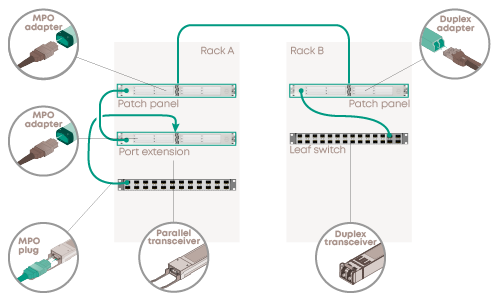 MPO
adapter
Rack A
Rack B
Duplex
adapter
Patch panel
Patch panel
MPO
adapter
Port extension
Leaf switch
MPO
plug
Parallel
transceiver
Duplex
transceiver